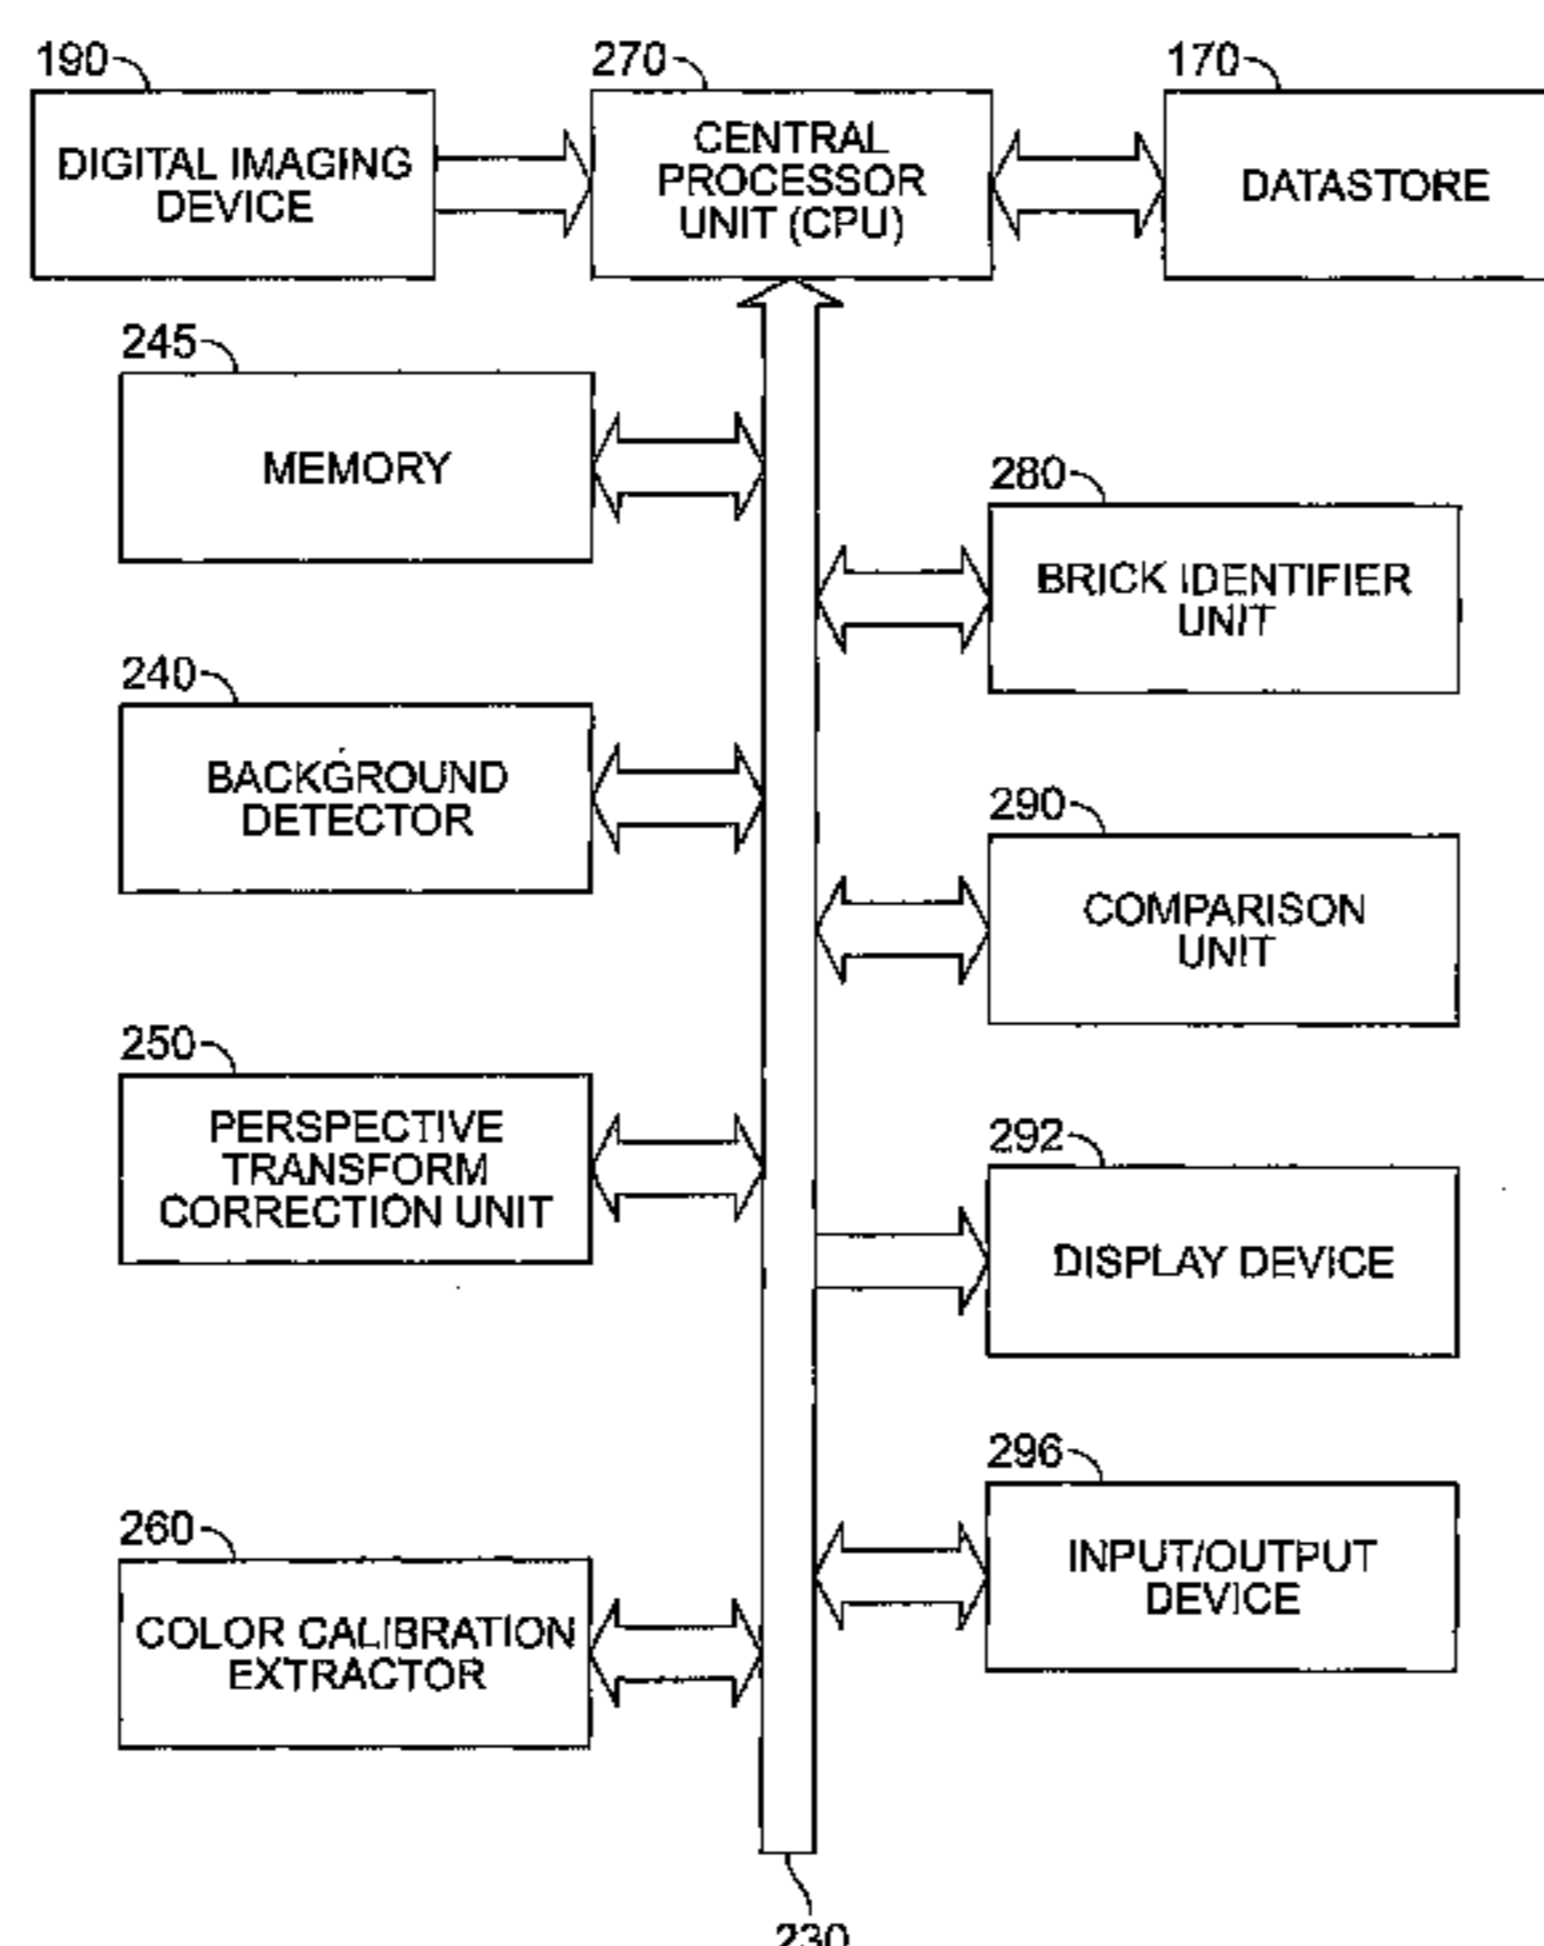 190
DIGITAL IMAGING
DEVICE
270
CENTRAL
PROCESSOR
UNIT (CPU)
170
DATASTORE
245
MEMORY
280
BRICK IDENTIFIER
UNIT
240
BACKGROUND
DETECTOR
290
COMPARISON
UNIT
250
PERSPECTIVE
TRANSFORM
CORRECTION UNIT
292
DISPLAY DEVICE
296
INPUT/OUTPUT
DEVICE
260
COLOR CALIBRATION
EXTRACTOR
230